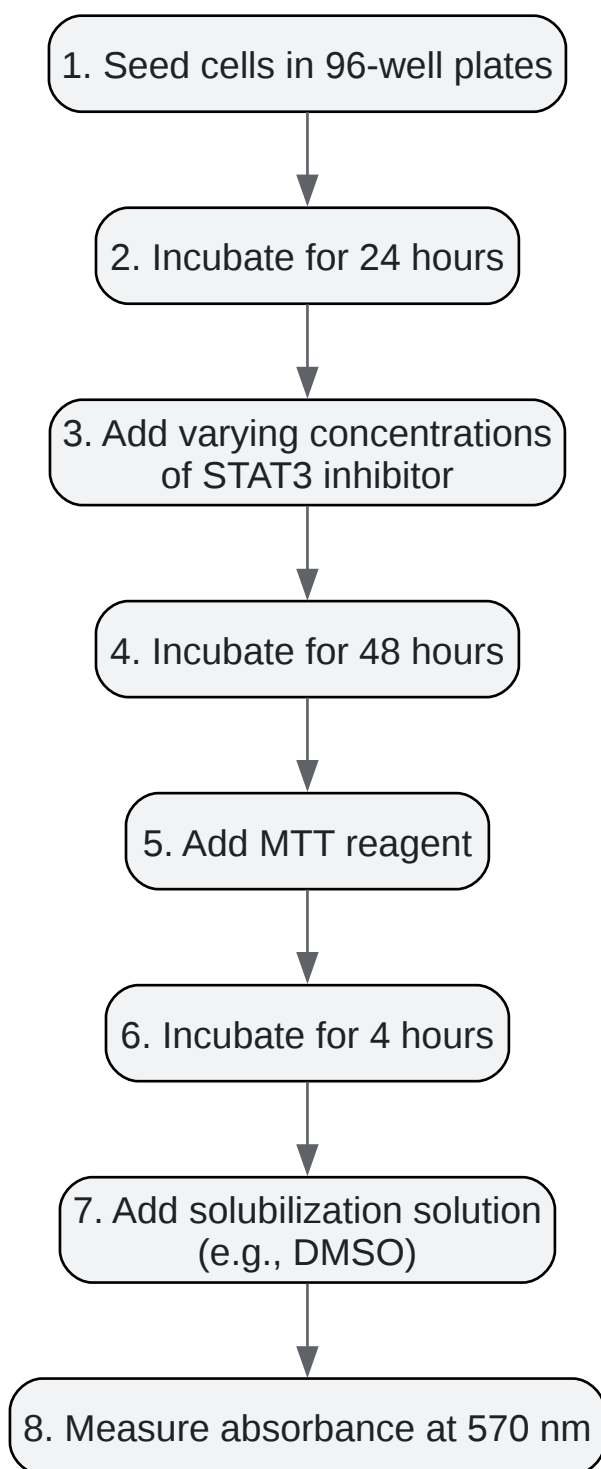 1. Seed cells in 96-well plates
2. Incubate for 24 hours
3. Add varying concentrations
of STAT3 inhibitor
4. Incubate for 48 hours
5. Add MTT reagent
6. Incubate for 4 hours
7. Add solubilization solution
(e.g., DMSO)
8. Measure absorbance at 570 nm